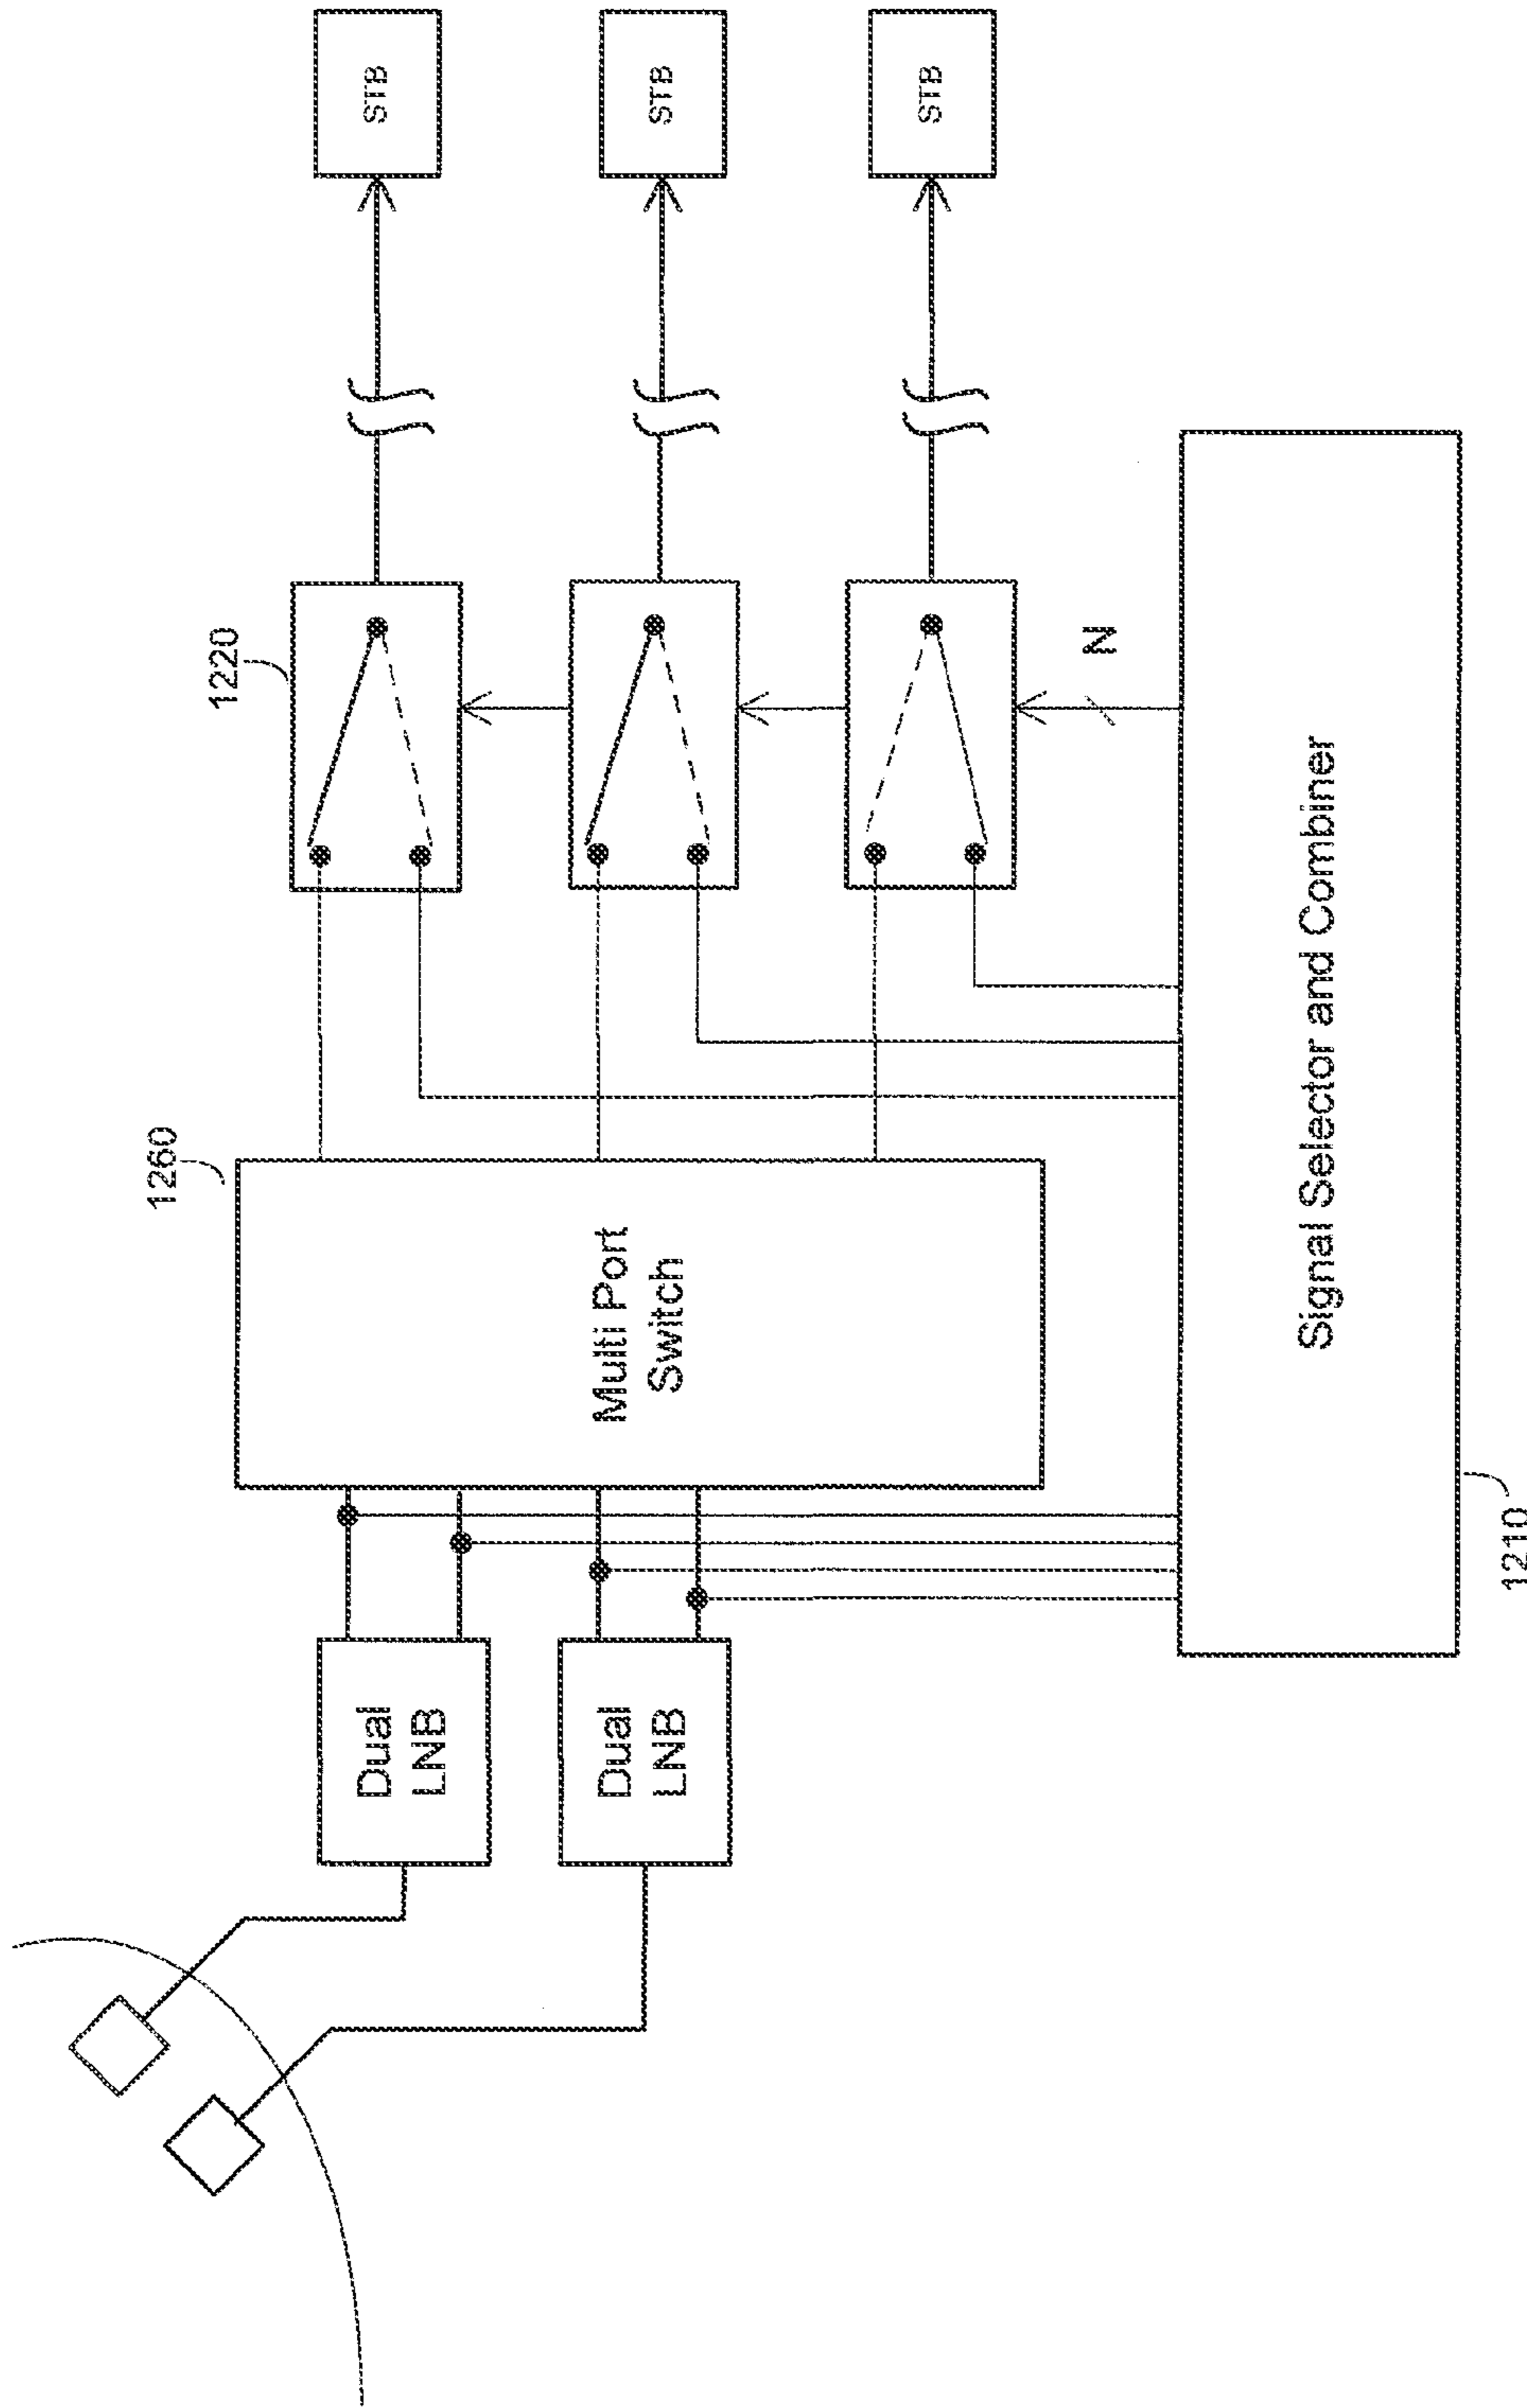 STB
STB
STB
1220
N
1260
Multi Port
Switch
Signal Selector and Combiner
1210
Dual
LNB
Dual
LNB